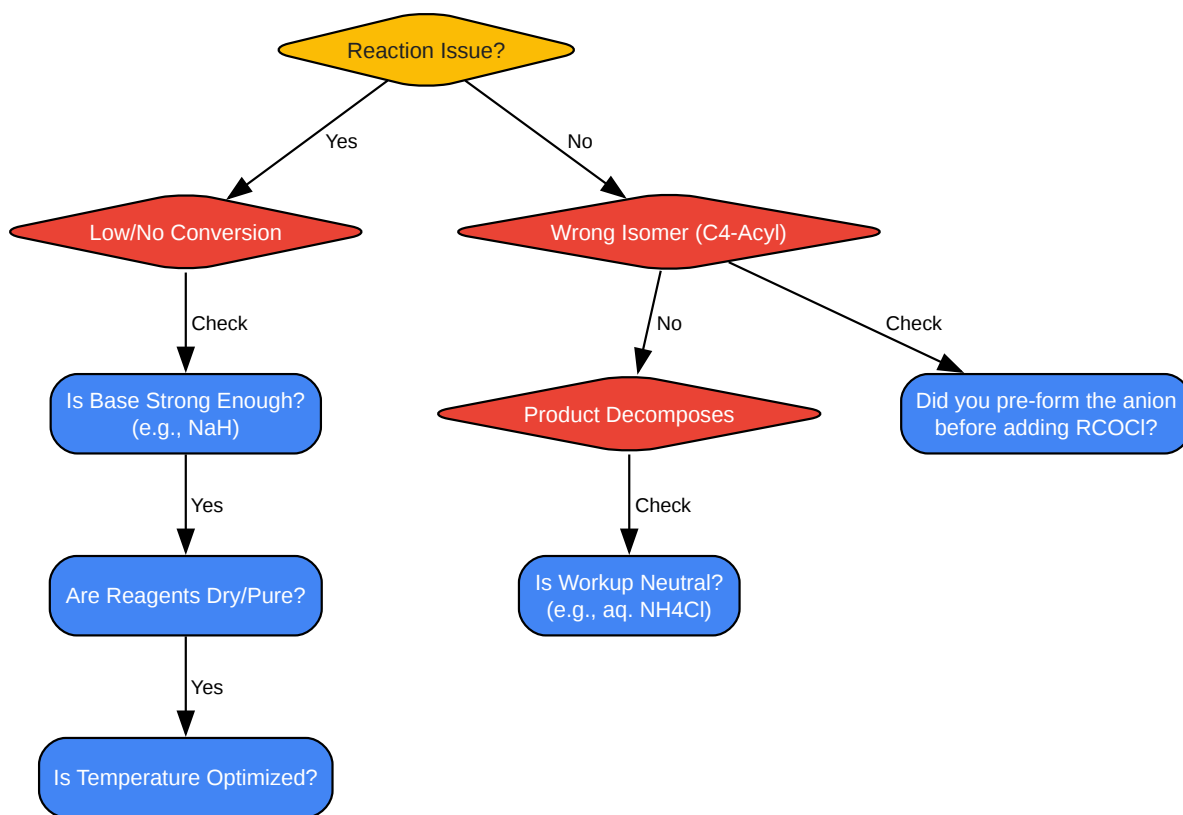 Reaction Issue?
Yes
No
Low/No Conversion
Wrong Isomer (C4-Acyl)
Check
No
Check
Is Base Strong Enough?
(e.g., NaH)
Product Decomposes
Did you pre-form the anion
before adding RCOCl?
Yes
Check
Are Reagents Dry/Pure?
Is Workup Neutral?
(e.g., aq. NH4Cl)
Yes
Is Temperature Optimized?